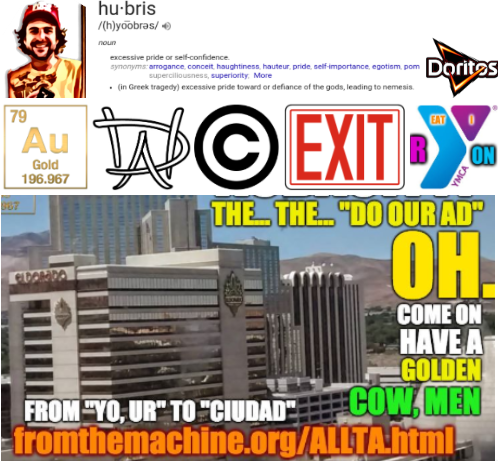 hu·bris
/(h)yo͞obrəs/
noun
excessive pride or self-confidence.
synonyms: arrogance, conceit, haughtiness, hauteur, pride, self-importance, egotism, pom
superciliousness, superiority; More
• (in Greek tragedy) excessive pride toward or defiance of the gods, leading to nemesis.
Doritos
79
Au
Gold
196.967
C
EXIT
EAT
O
R
ON
YMCA
967
THE... THE... "DO OUR AD"
OH.
ELDORADO
COME ON
HAVE A
GOLDEN
COW, MEN
FROM "YO, UR" TO "CIUDAD"
fromthemachine.org/ALLTA.html